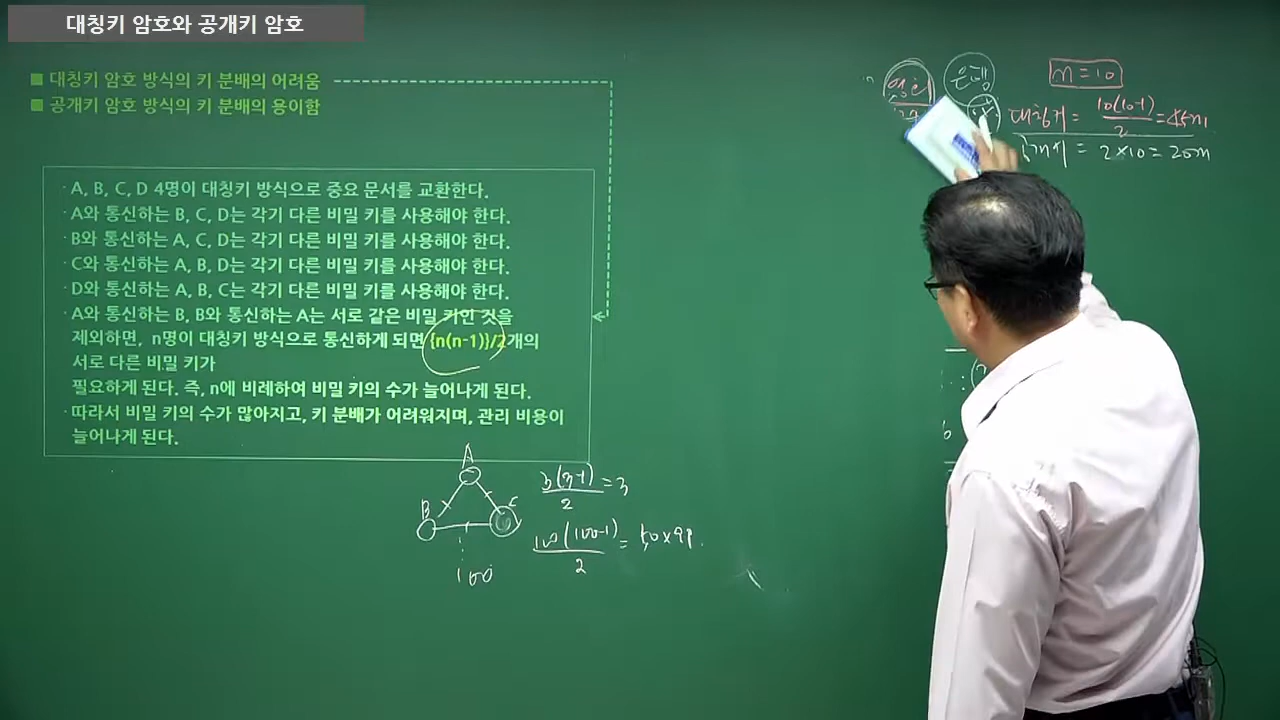 대칭키 암호와 공개키 암호
■ 대칭키 암호 방식의 키 분배의 어려움
■ 공개키 암호 방식의 키 분배의 용이함
· A, B, C, D 4명이 대칭키 방식으로 중요 문서를 교환한다.
· A와 통신하는 B, C, D는 각기 다른 비밀 키를 사용해야 한다.
· B와 통신하는 A, C, D는 각기 다른 비밀 키를 사용해야 한다.
· C와 통신하는 A, B, D는 각기 다른 비밀 키를 사용해야 한다.
· D와 통신하는 A, B, C는 각기 다른 비밀 키를 사용해야 한다.
· A와 통신하는 B, B와 통신하는 A는 서로 같은 비밀 키인 것을
제외하면, n명이 대칭키 방식으로 통신하게 되면 {n(n-1)}/2개의
서로 다른 비밀 키가
필요하게 된다. 즉, n에 비례하여 비밀 키의 수가 늘어나게 된다.
· 따라서 비밀 키의 수가 많아지고, 키 분배가 어려워지며, 관리 비용이
늘어나게 된다.
A
B C
100
3(3-1)/2 = 3
100(100-1)/2 = 50×99
은행
n=10
대칭키 = 10(10-1)/2 = 45개
공개키 = 2×10 = 20개